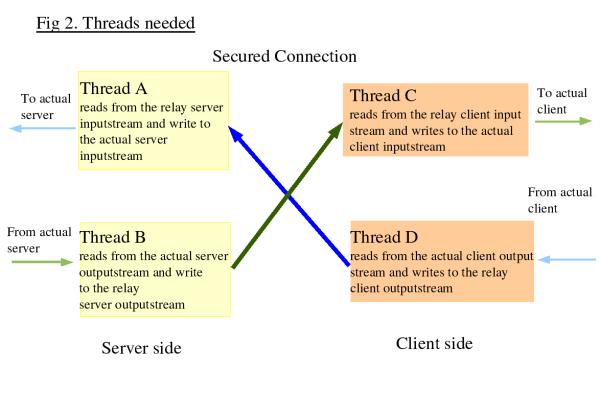 Fig 2. Threads needed
Secured Connection
To actual
server
Thread A
reads from the relay server
inputstream and write to
the actual server
inputstream
Thread C
reads from the relay client input
stream and writes to the actual
client inputstream
To actual
client
From actual
server
Thread B
reads from the actual server
outputstream and write
to the relay
server outputstream
Thread D
reads from the actual client output
stream and writes to the relay
client outputstream
From actual
client
Server side
Client side